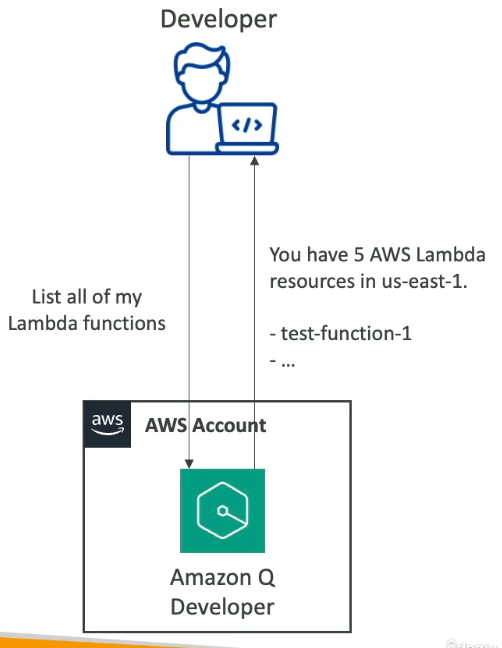 Developer
</>
List all of my
Lambda functions
You have 5 AWS Lambda
resources in us-east-1.
- test-function-1
- ...
aws
AWS Account
Amazon Q
Developer